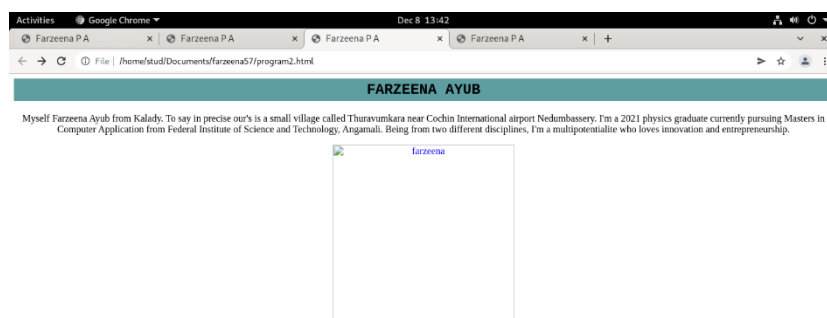 Activities Google Chrome Dec 8 13:42
Farzeena P A Farzeena P A Farzeena P A Farzeena P A
File /home/stud/Documents/farzeena57/program2.html
FARZEENA AYUB
Myself Farzeena Ayub from Kalady. To say in precise our's is a small village called Thuravumkara near Cochin International airport Nedumbassery. I'm a 2021 physics graduate currently pursuing Masters in
Computer Application from Federal Institute of Science and Technology, Angamali. Being from two different disciplines, I'm a multipotentialite who loves innovation and entrepreneurship.
farzeena